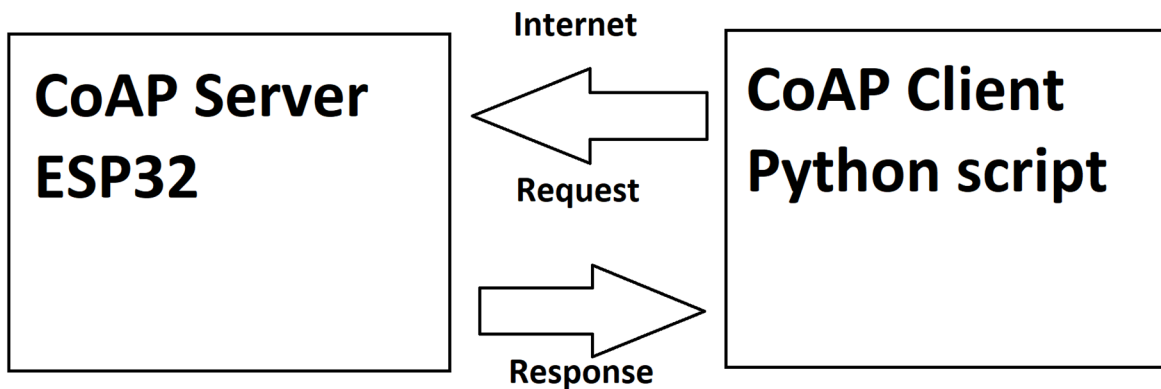 CoAP Server
ESP32
Internet
Request
Response
CoAP Client
Python script